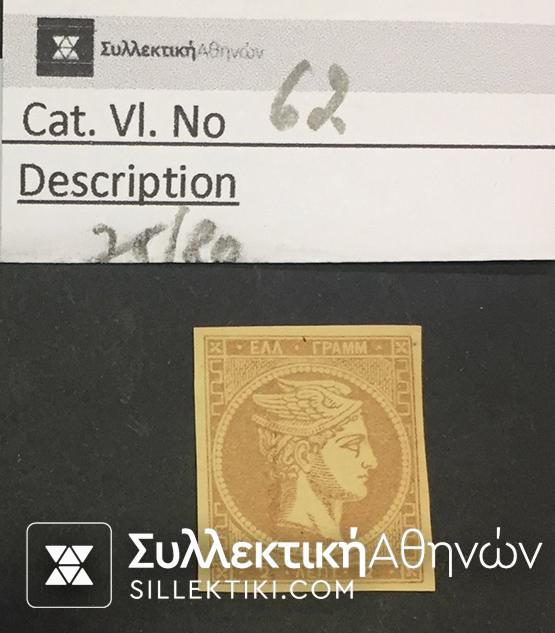 ΣυλλεκτικήΑθηνών
Cat. Vl. No 62
Description
ΕΛΛ · ΓΡΑΜΜ
ΣυλλεκτικήΑθηνών
SILLEKTIKI.COM